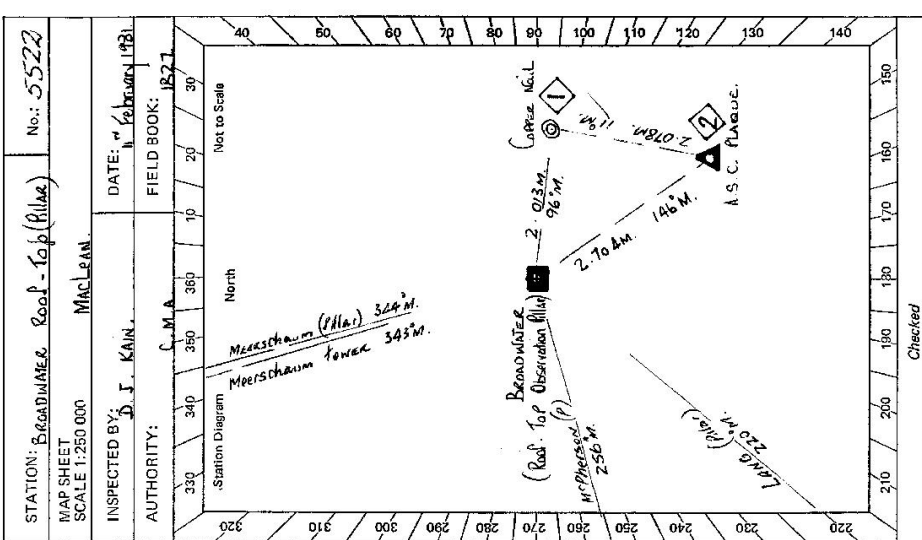 STATION: BROADWATER Roof-Top (Pillar)
No.: 5522
MAP SHEET
SCALE 1:250 000
MACLEAN
INSPECTED BY: D. J. KAIN.
DATE: 11 February 1981
AUTHORITY: C.M.A.
FIELD BOOK: 1827
330
340
350
360
10
20
30
Station Diagram
North
Not to Scale
40
50
60
70
80
90
100
110
120
130
140
150
160
170
180
190
200
210
220
230
240
250
260
270
280
290
300
310
320
Meerschaum (Pillar) 344°M.
Meerschaum Tower 343°M.
BROADWATER
(Roof Top Observation Pillar)
COPPER NAIL
1
2.013M.
96°M.
11°M.
2.078M.
2
A.S.C. PLAQUE.
2.704M. 146°M.
McPherson (P)
256°M.
(Pillar)
LANG 220°M.
Checked